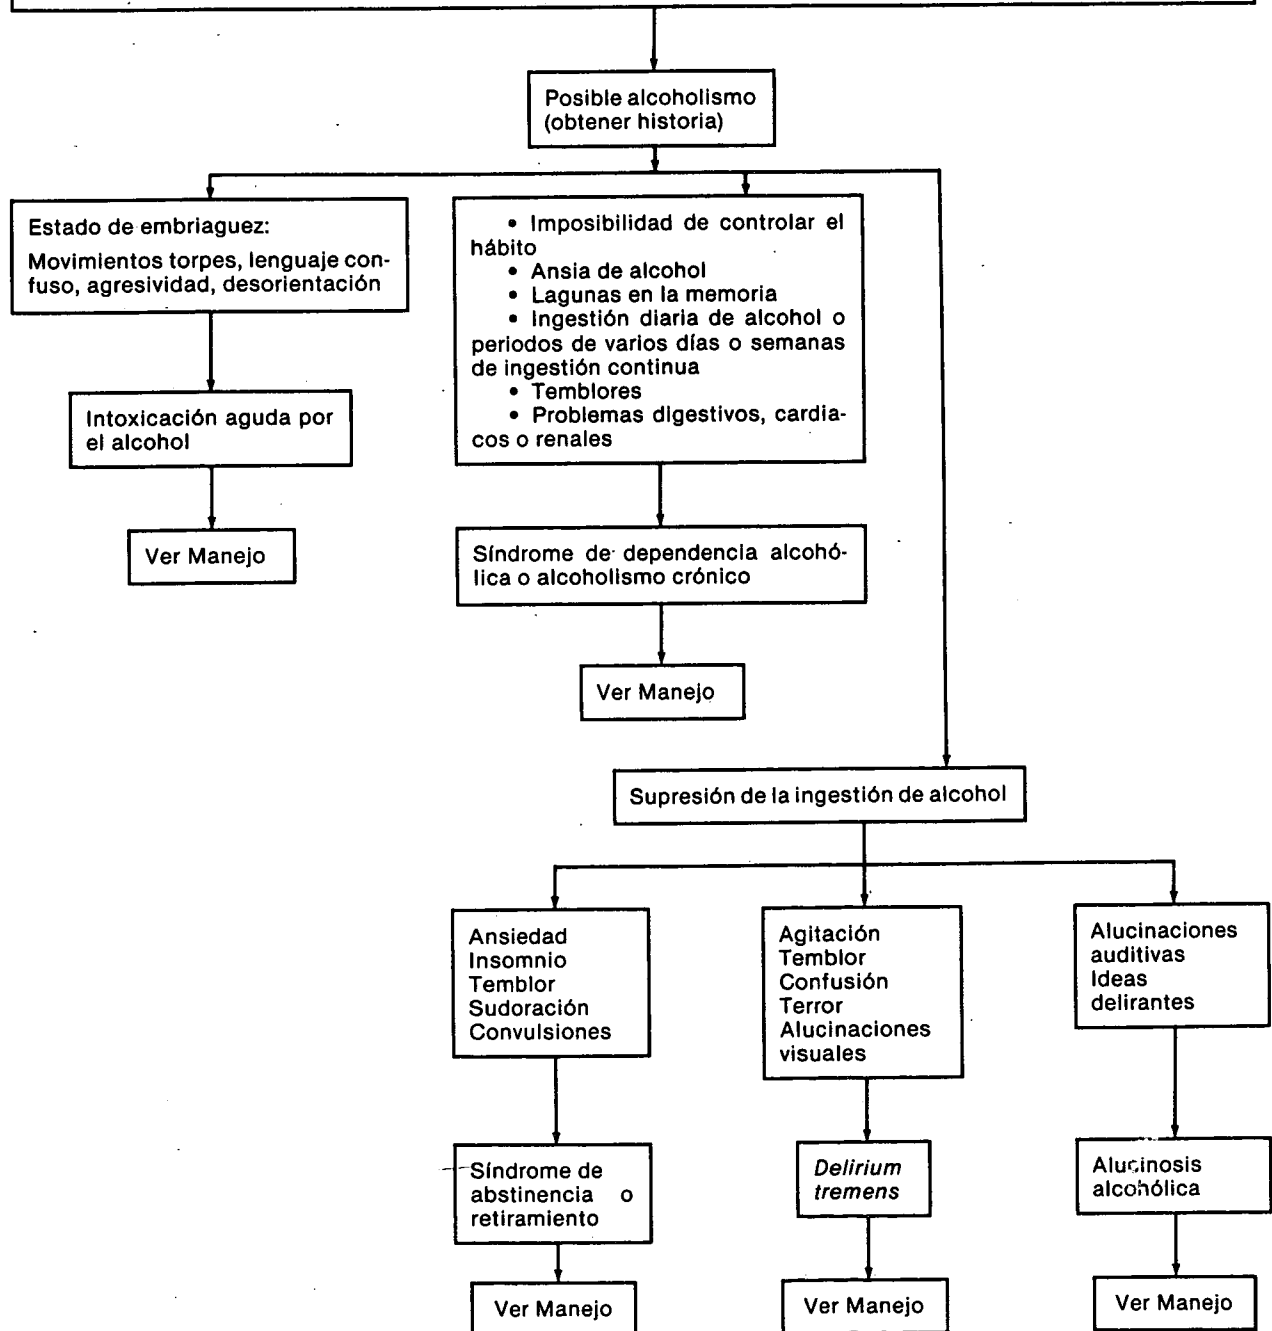 Posible alcoholismo
(obtener historia)
Estado de embriaguez:
Movimientos torpes, lenguaje con-
fuso, agresividad, desorientación
Intoxicación aguda por
el alcohol
Ver Manejo
• Imposibilidad de controlar el
hábito
• Ansia de alcohol
• Lagunas en la memoria
• Ingestión diaria de alcohol o
periodos de varios días o semanas
de ingestión continua
• Temblores
• Problemas digestivos, cardia-
cos o renales
Síndrome de dependencia alcohó-
lica o alcoholismo crónico
Ver Manejo
Supresión de la ingestión de alcohol
Ansiedad
Insomnio
Temblor
Sudoración
Convulsiones
Síndrome de
abstinencia o
retiramiento
Ver Manejo
Agitación
Temblor
Confusión
Terror
Alucinaciones
visuales
Delirium
tremens
Ver Manejo
Alucinaciones
auditivas
Ideas
delirantes
Alucinosis
alcohólica
Ver Manejo